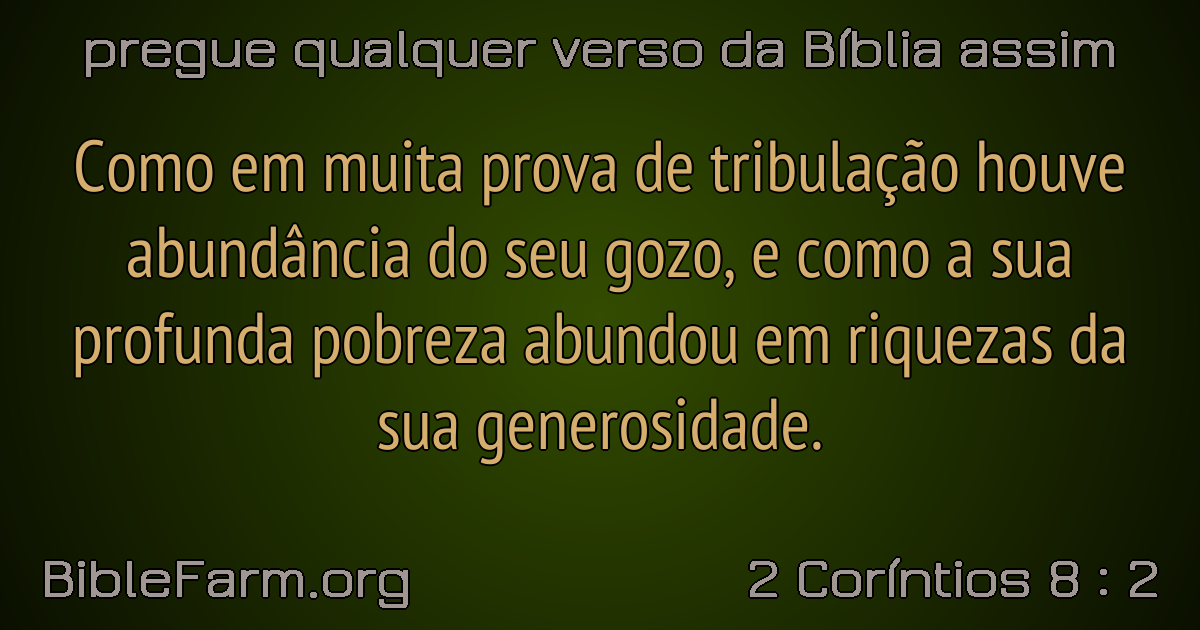 pregue qualquer verso da Bíblia assim
Como em muita prova de tribulação houve
abundância do seu gozo, e como a sua
profunda pobreza abundou em riquezas da
sua generosidade.
BibleFarm.org
2 Coríntios 8 : 2